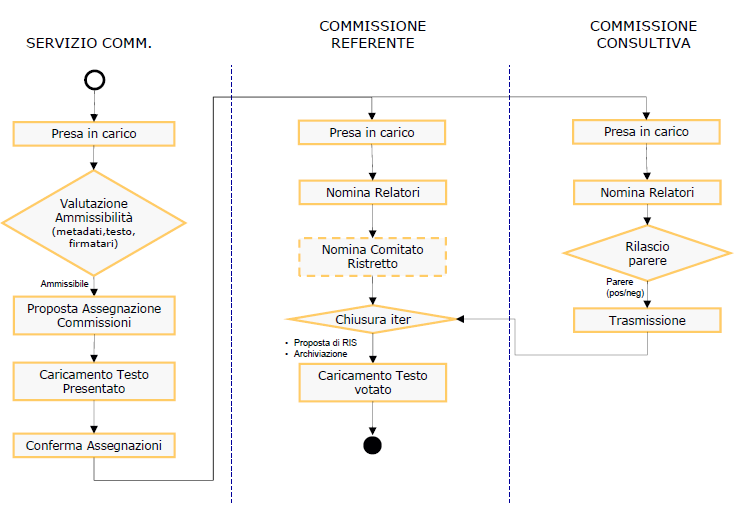 SERVIZIO COMM.
Presa in carico
Valutazione
Ammissibilità
(metadati,testo,
firmatari)
Ammissibile
Proposta Assegnazione
Commissioni
Caricamento Testo
Presentato
Conferma Assegnazioni
COMMISSIONE
REFERENTE
Presa in carico
Nomina Relatori
Nomina Comitato
Ristretto
Chiusura iter
• Proposta di RIS
• Archiviazione
Caricamento Testo
votato
COMMISSIONE
CONSULTIVA
Presa in carico
Nomina Relatori
Rilascio
parere
Parere
(pos/neg)
Trasmissione